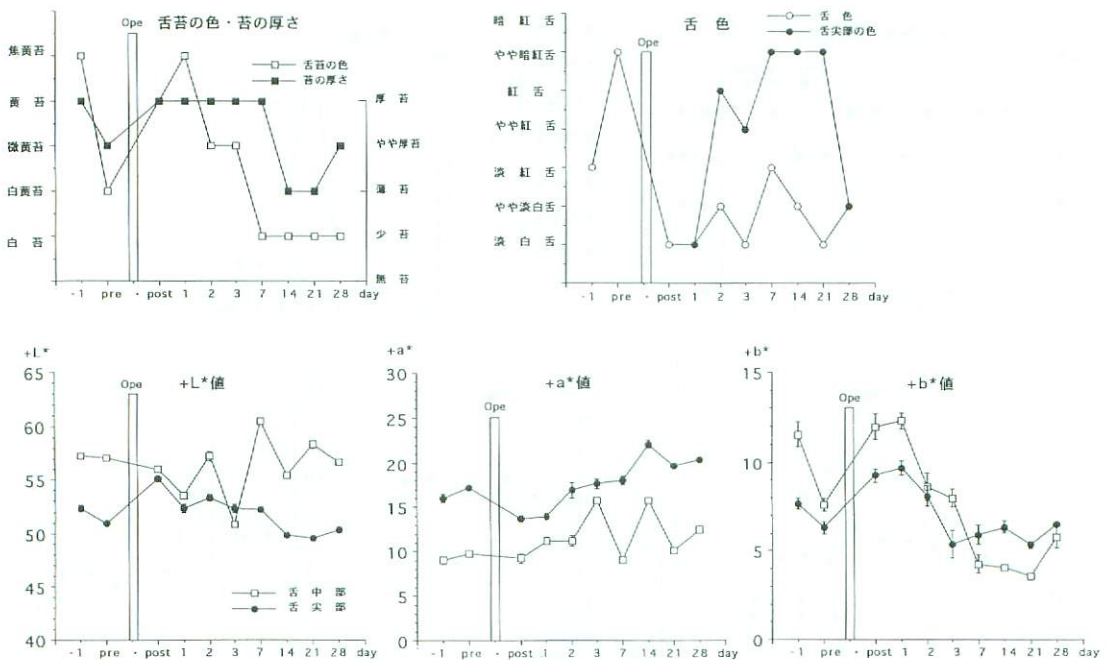 舌苔の色・苔の厚さ
Ope
舌苔の色
苔の厚さ
焦黄苔
黄 苔
微黄苔
白黄苔
白 苔
厚 苔
やや厚苔
薄 苔
少 苔
無 苔
-1 pre ・ post 1 2 3 7 14 21 28 day
舌 色
Ope
舌 色
舌尖部の色
暗 紅 舌
やや暗紅舌
紅 舌
やや紅 舌
淡 紅 舌
やや淡白舌
淡 白 舌
-1 pre ・ post 1 2 3 7 14 21 28 day
+L*
+L*値
Ope
65
60
55
50
45
40
舌 中 部
舌 尖 部
-1 pre ・ post 1 2 3 7 14 21 28 day
+a*
+a*値
Ope
30
25
20
15
10
5
0
-1 pre ・ post 1 2 3 7 14 21 28 day
+b*
+b*値
Ope
15
10
5
0
-1 pre ・ post 1 2 3 7 14 21 28 day